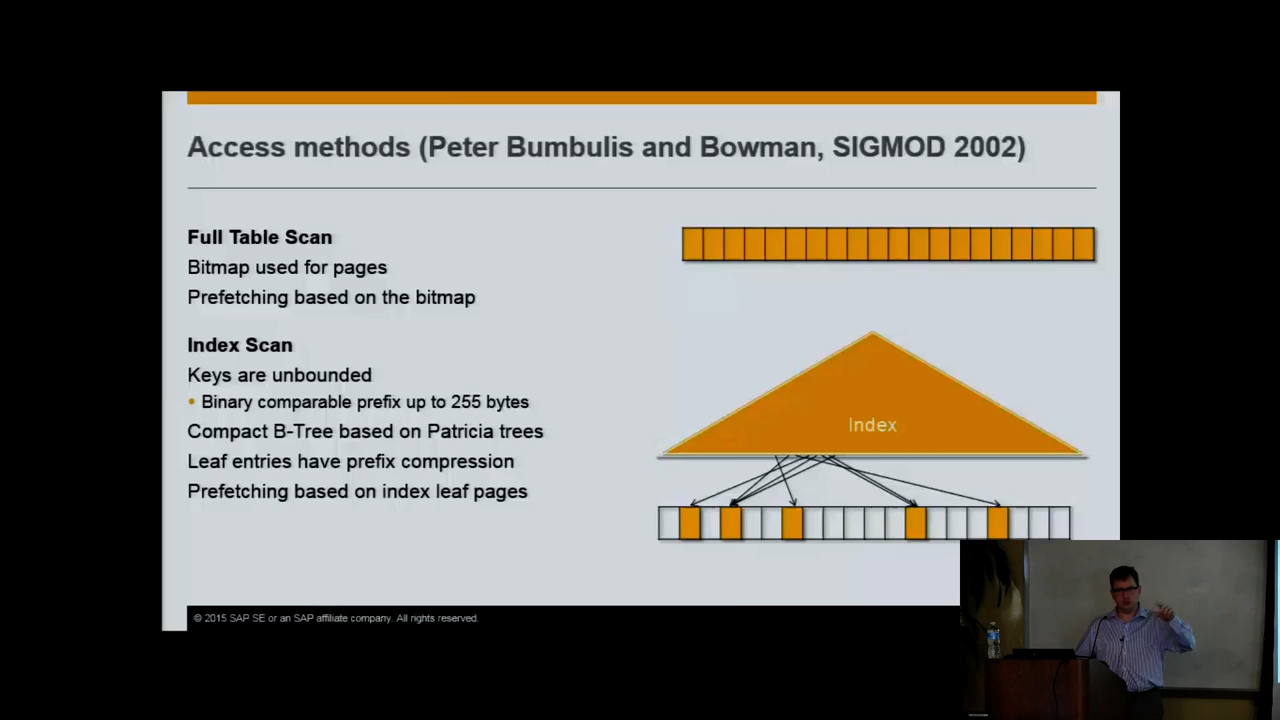 Access methods (Peter Bumbulis and Bowman, SIGMOD 2002)
Full Table Scan
Bitmap used for pages
Prefetching based on the bitmap
Index Scan
Keys are unbounded
• Binary comparable prefix up to 255 bytes
Compact B-Tree based on Patricia trees
Leaf entries have prefix compression
Prefetching based on index leaf pages
Index
© 2015 SAP SE or an SAP affiliate company. All rights reserved.